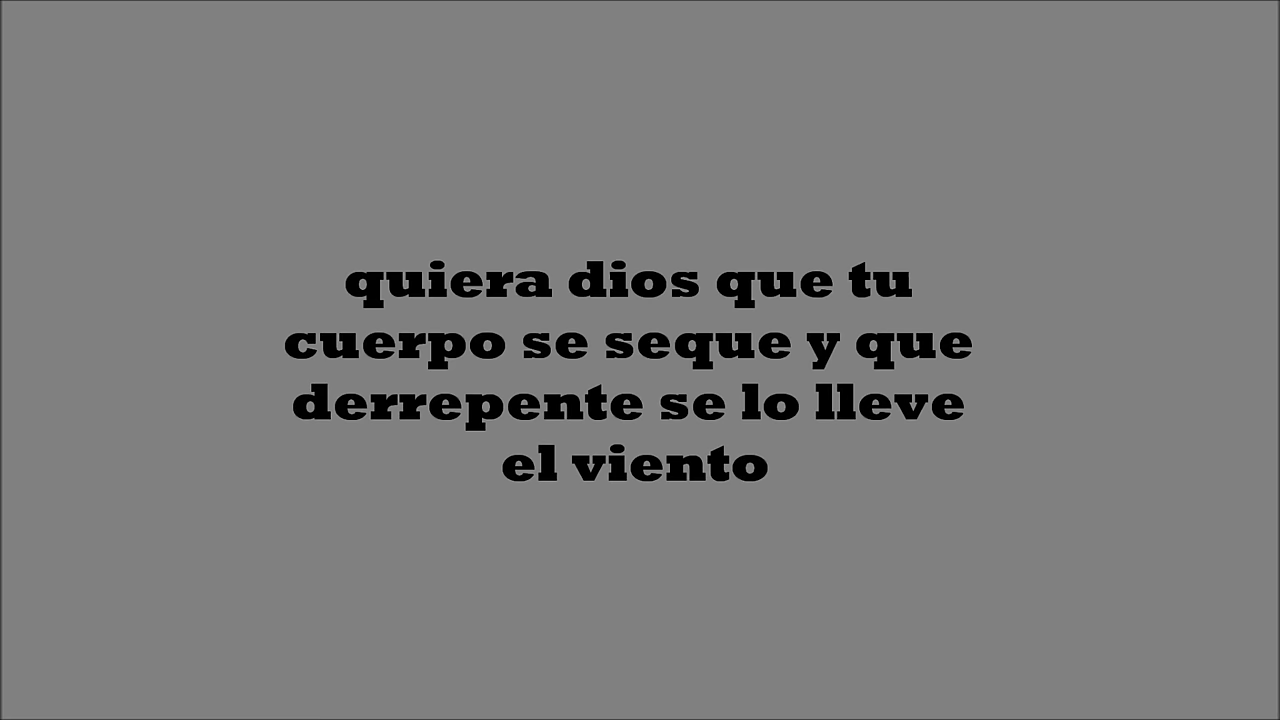 quiera dios que tu
cuerpo se seque y que
derrepente se lo lleve
el viento